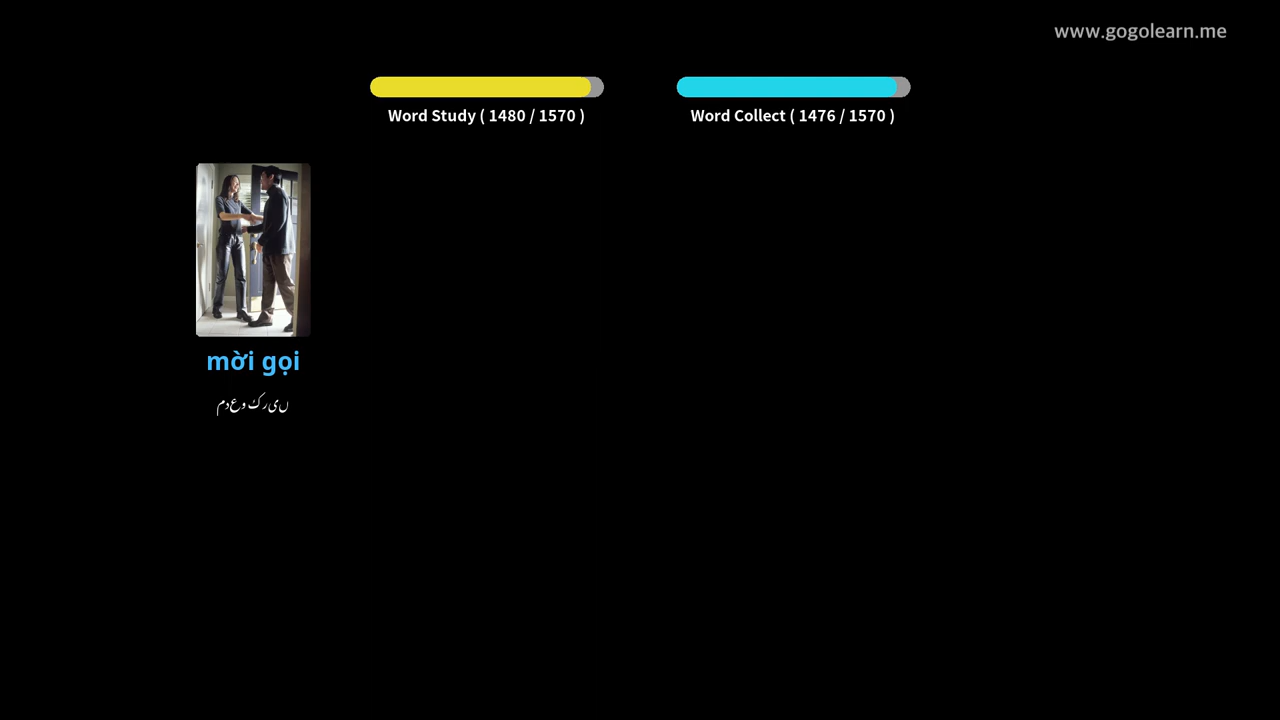 www.gogolearn.me
Word Study ( 1480 / 1570 )
Word Collect ( 1476 / 1570 )
mời gọi
مدعو کریں